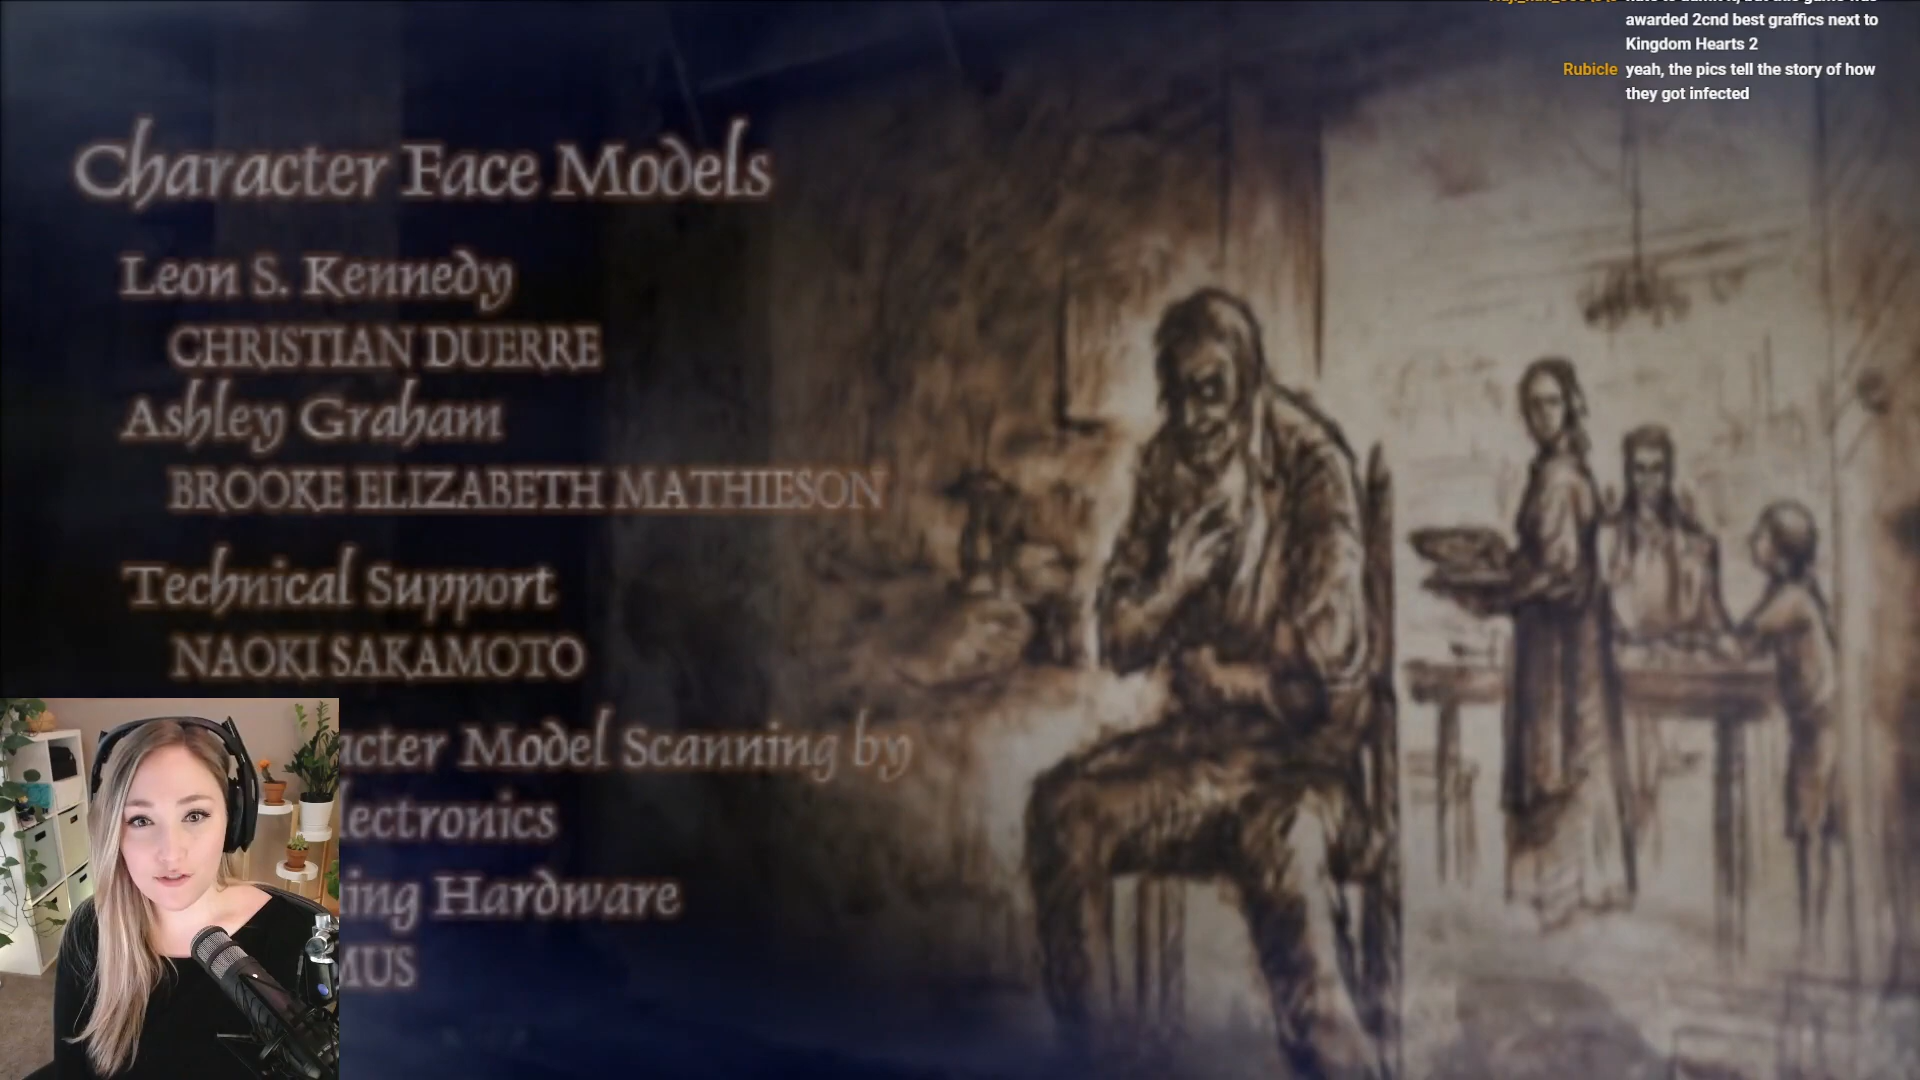 Character Face Models
Leon S. Kennedy
CHRISTIAN DUERRE
Ashley Graham
BROOKE ELIZABETH MATHIESON
Technical Support
NAOKI SAKAMOTO
acter Model Scanning by
lectronics
ing Hardware
MUS
awarded 2cnd best graffics next to
Kingdom Hearts 2
Rubicle yeah, the pics tell the story of how
they got infected